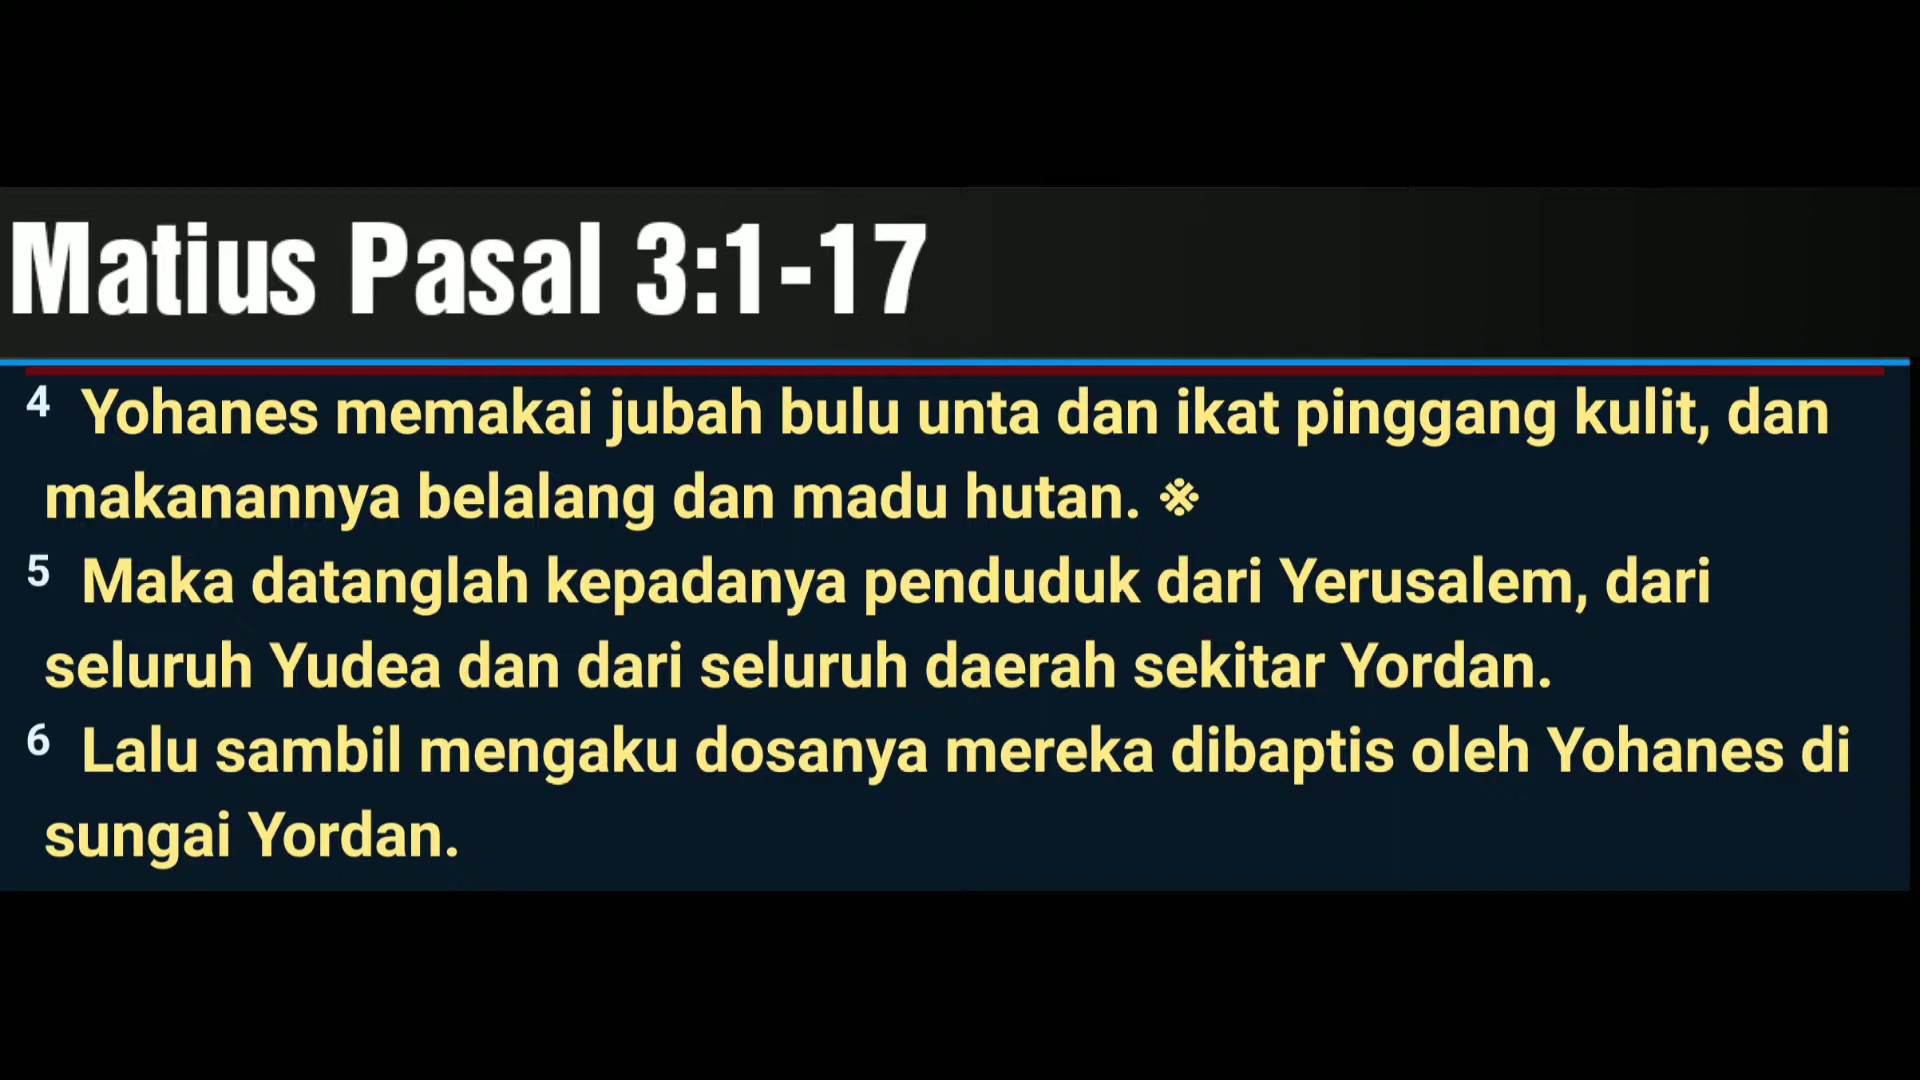 Matius Pasal 3:1-17
4 Yohanes memakai jubah bulu unta dan ikat pinggang kulit, dan
makanannya belalang dan madu hutan. ※
5 Maka datanglah kepadanya penduduk dari Yerusalem, dari
seluruh Yudea dan dari seluruh daerah sekitar Yordan.
6 Lalu sambil mengaku dosanya mereka dibaptis oleh Yohanes di
sungai Yordan.